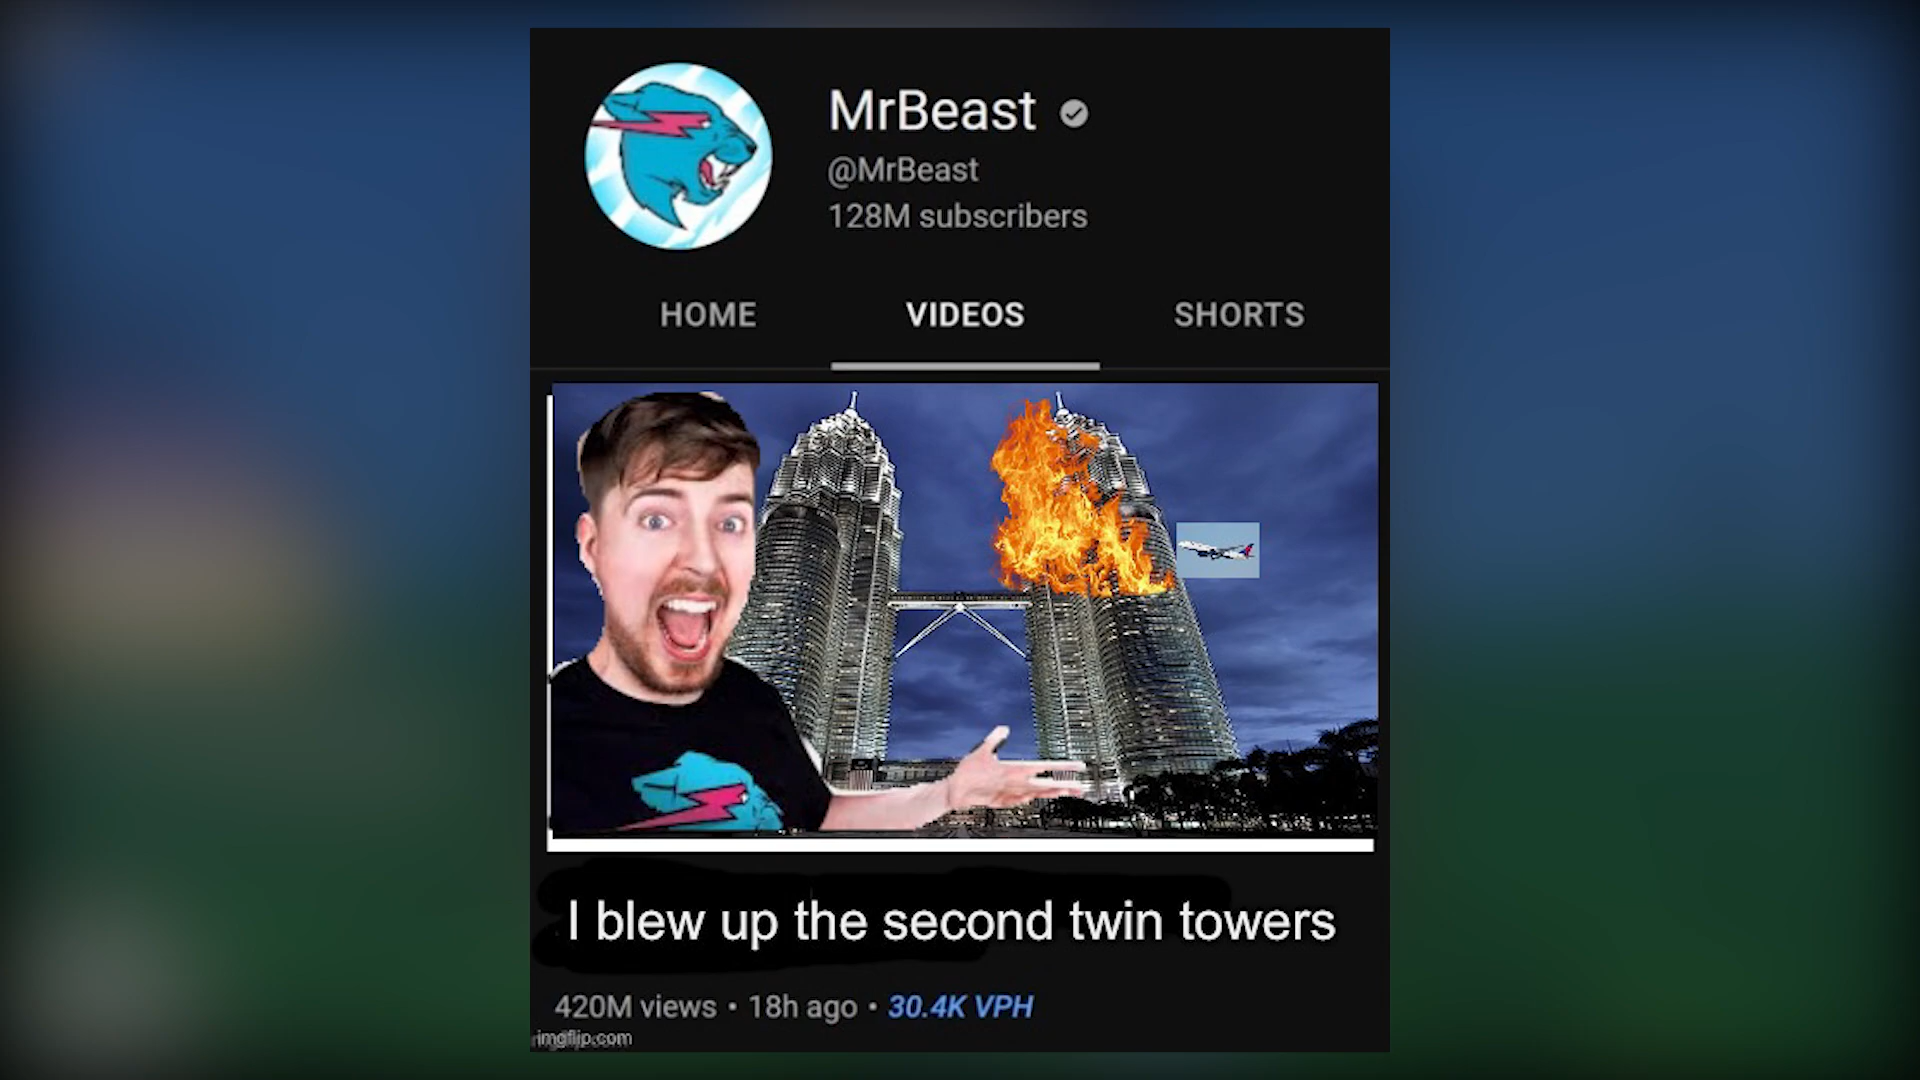 MrBeast
@MrBeast
128M subscribers
HOME VIDEOS SHORTS
I blew up the second twin towers
420M views • 18h ago • 30.4K VPH
imgflip.com